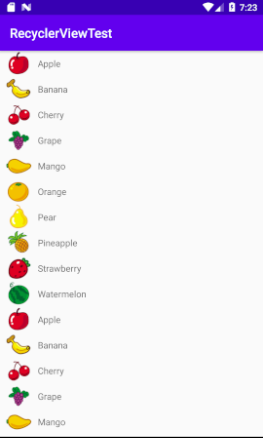 7:23
RecyclerViewTest
Apple
Banana
Cherry
Grape
Mango
Orange
Pear
Pineapple
Strawberry
Watermelon
Apple
Banana
Cherry
Grape
Mango